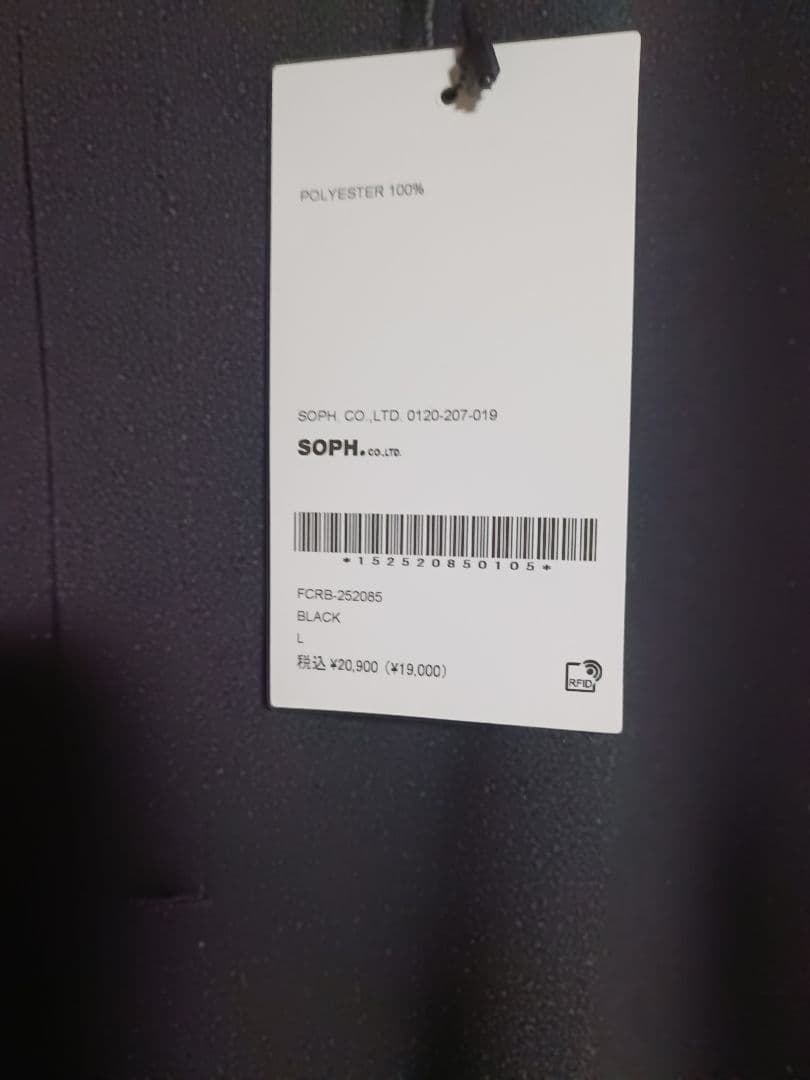 POLYESTER 100%
SOPH. CO.,LTD. 0120-207-019
SOPH. CO.,LTD.
*152520850105*
FCRB-252085
BLACK
L
税込 ¥20,900 (¥19,000)
RFID